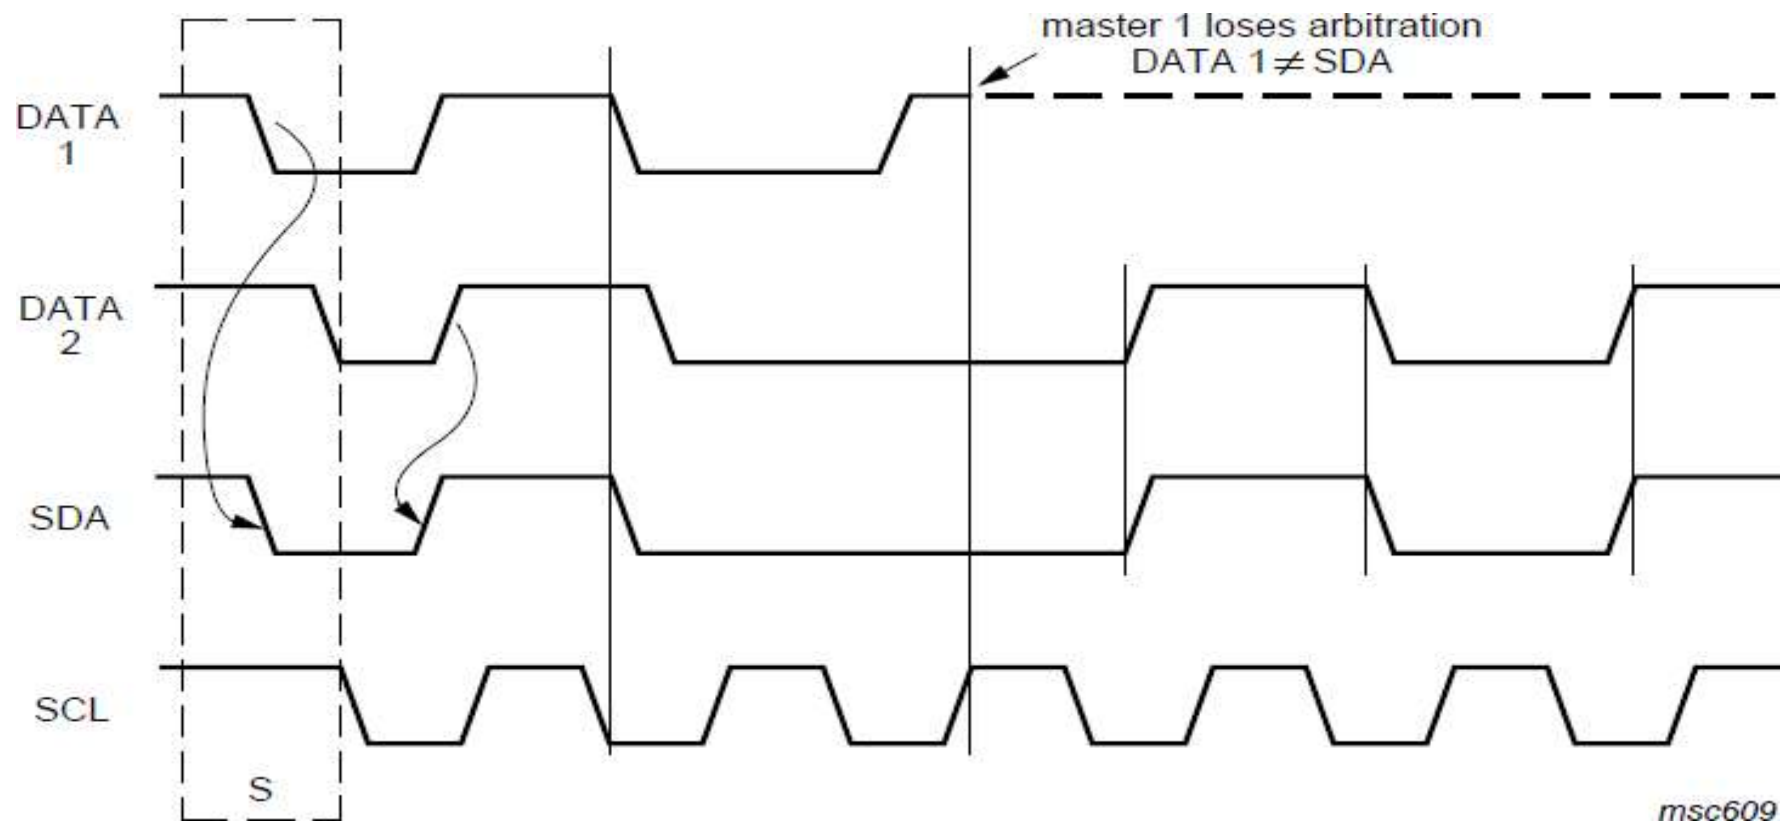 master 1 loses arbitration
DATA 1≠SDA
DATA
1
DATA
2
SDA
SCL
S
msc609